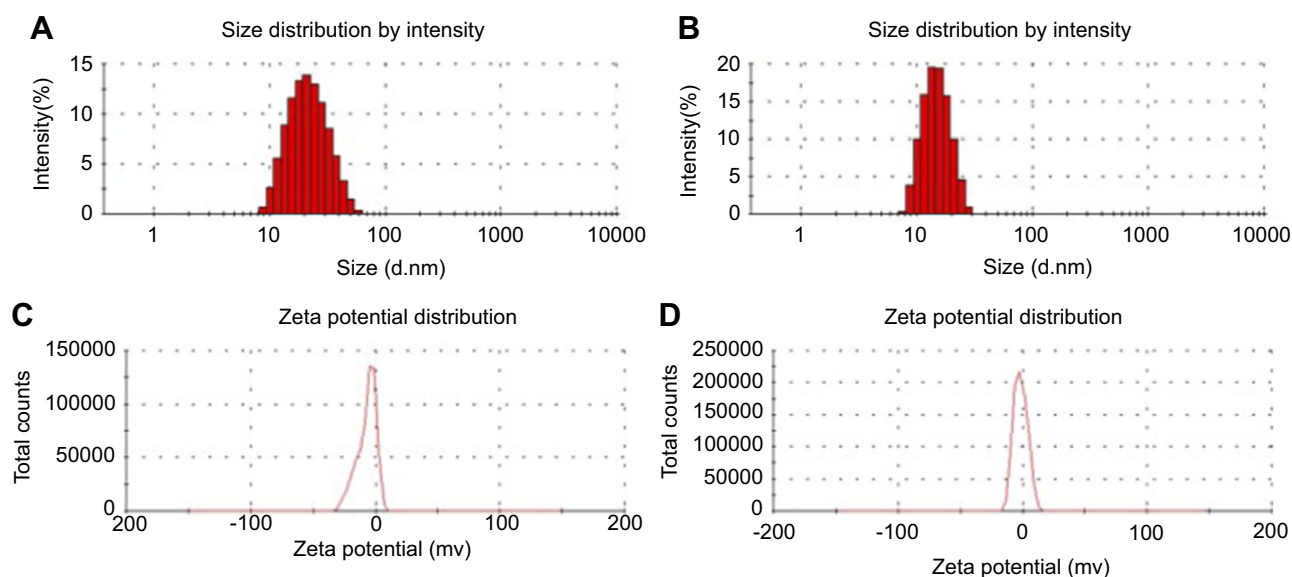 A
Size distribution by intensity
Intensity(%)
15
10
5
0
1 10 100 1000 10000
Size (d.nm)
B
Size distribution by intensity
Intensity(%)
20
15
10
5
0
1 10 100 1000 10000
Size (d.nm)
C
Zeta potential distribution
Total counts
150000
100000
50000
0
200 -100 0 100 200
Zeta potential (mv)
D
Zeta potential distribution
Total counts
250000
200000
150000
100000
50000
0
-200 -100 0 100 200
Zeta potential (mv)